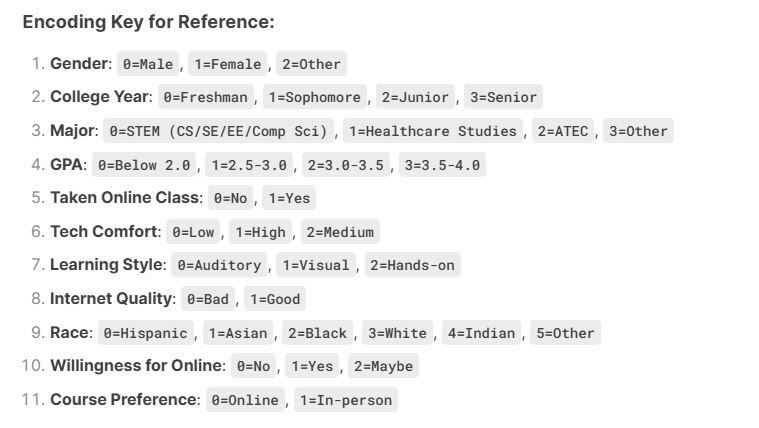 Encoding Key for Reference:
1. Gender: 0=Male, 1=Female, 2=Other
2. College Year: 0=Freshman, 1=Sophomore, 2=Junior, 3=Senior
3. Major: 0=STEM (CS/SE/EE/Comp Sci), 1=Healthcare Studies, 2=ATEC, 3=Other
4. GPA: 0=Below 2.0, 1=2.5-3.0, 2=3.0-3.5, 3=3.5-4.0
5. Taken Online Class: 0=No, 1=Yes
6. Tech Comfort: 0=Low, 1=High, 2=Medium
7. Learning Style: 0=Auditory, 1=Visual, 2=Hands-on
8. Internet Quality: 0=Bad, 1=Good
9. Race: 0=Hispanic, 1=Asian, 2=Black, 3=White, 4=Indian, 5=Other
10. Willingness for Online: 0=No, 1=Yes, 2=Maybe
11. Course Preference: 0=Online, 1=In-person